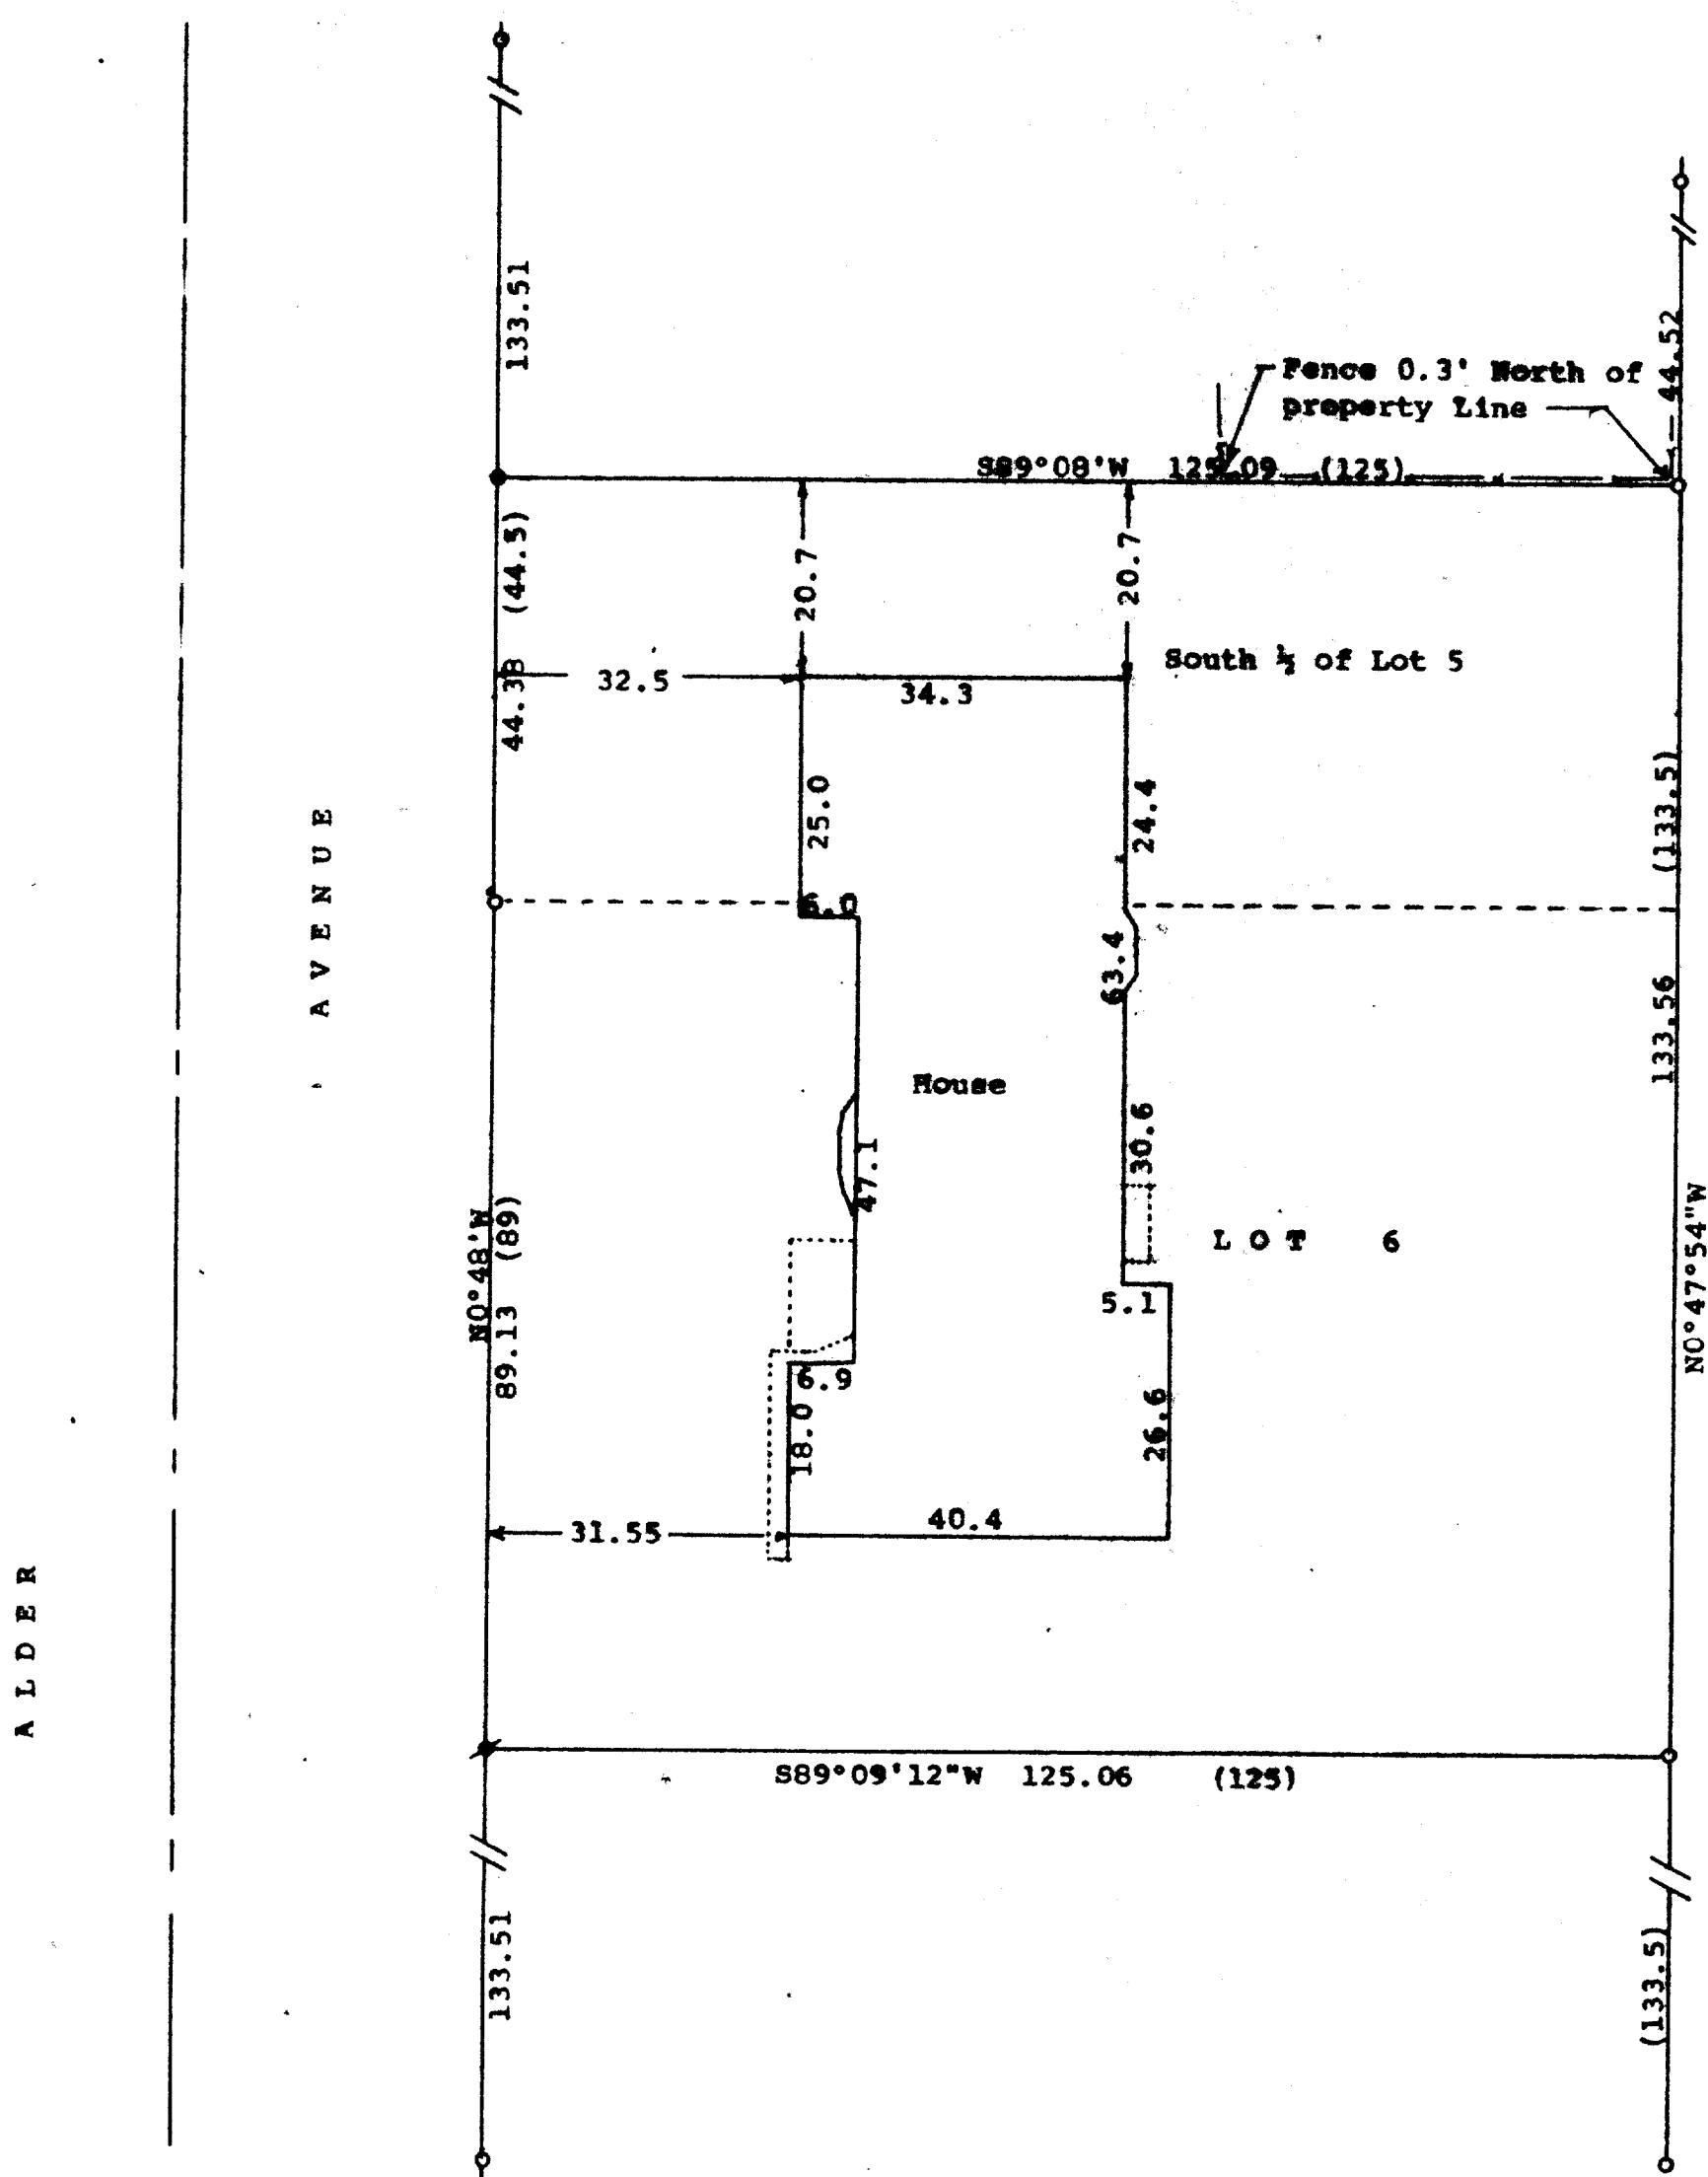 133.51
44.52
Fence 0.3' North of
property Line
S89°08'W 125.09 (125)
(44.5)
44.38
20.7
20.7
South ½ of Lot 5
32.5
34.3
25.0
24.4
(133.5)
133.56
AVENUE
6.0
63.4
House
47.1
30.6
LOT 6
N0°48'W
89.13 (89)
N0°47'54"W
5.1
6.9
18.0
26.6
31.55
40.4
ALDER
S89°09'12"W 125.06 (125)
133.51
(133.5)